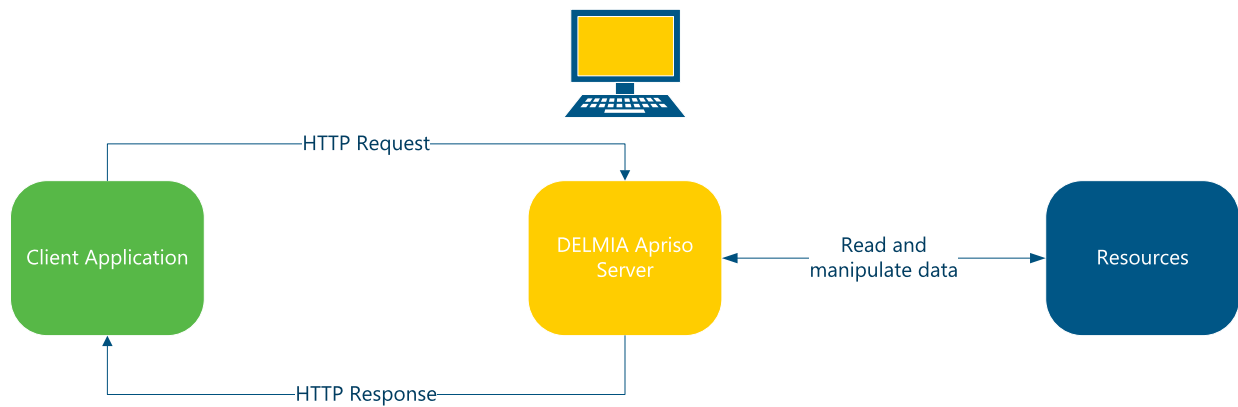 HTTP Request
Client Application
DELMIA Apriso
Server
Read and
manipulate data
Resources
HTTP Response